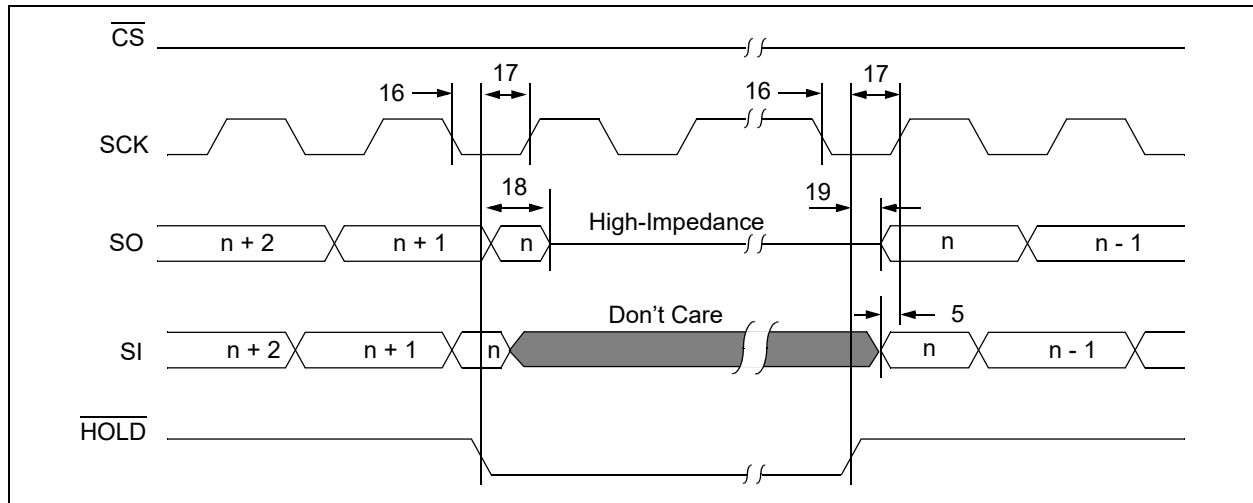 CS
17
17
16
16
SCK
18
19
High-Impedance
SO
n + 2
n + 1
n
n
n - 1
Don't Care
5
SI
n + 2
n + 1
n
n
n - 1
HOLD